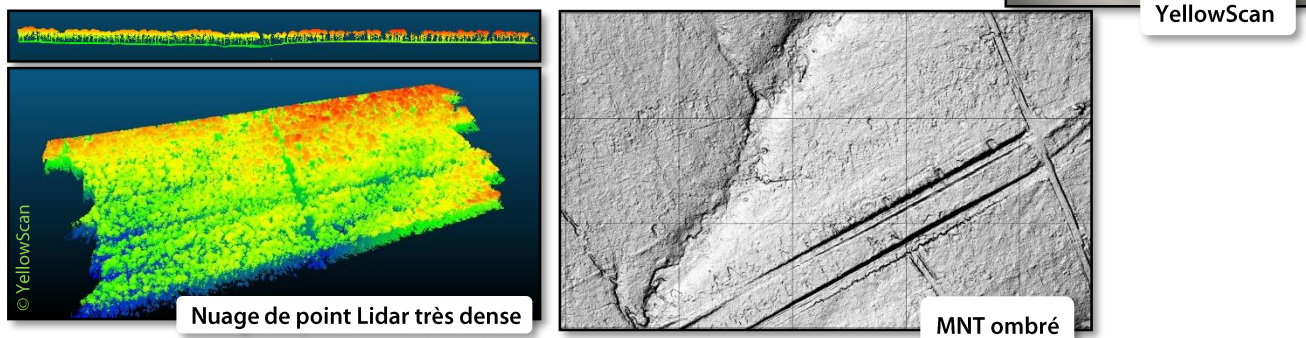 YellowScan
© YellowScan
Nuage de point Lidar très dense
MNT ombré